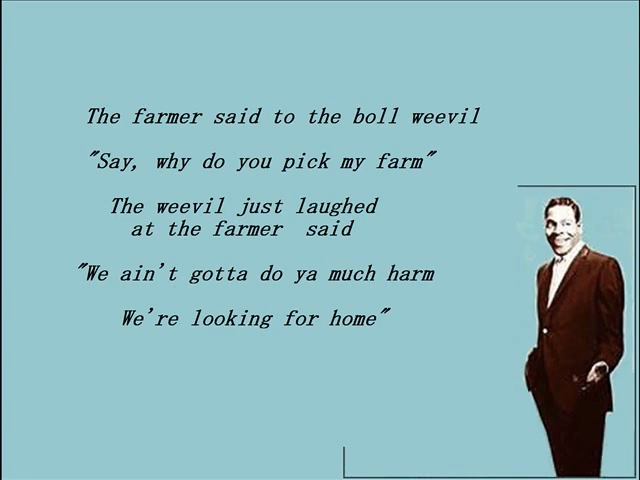 The farmer said to the boll weevil
"Say, why do you pick my farm"
The weevil just laughed
at the farmer said
"We ain't gotta do ya much harm
We're looking for home"